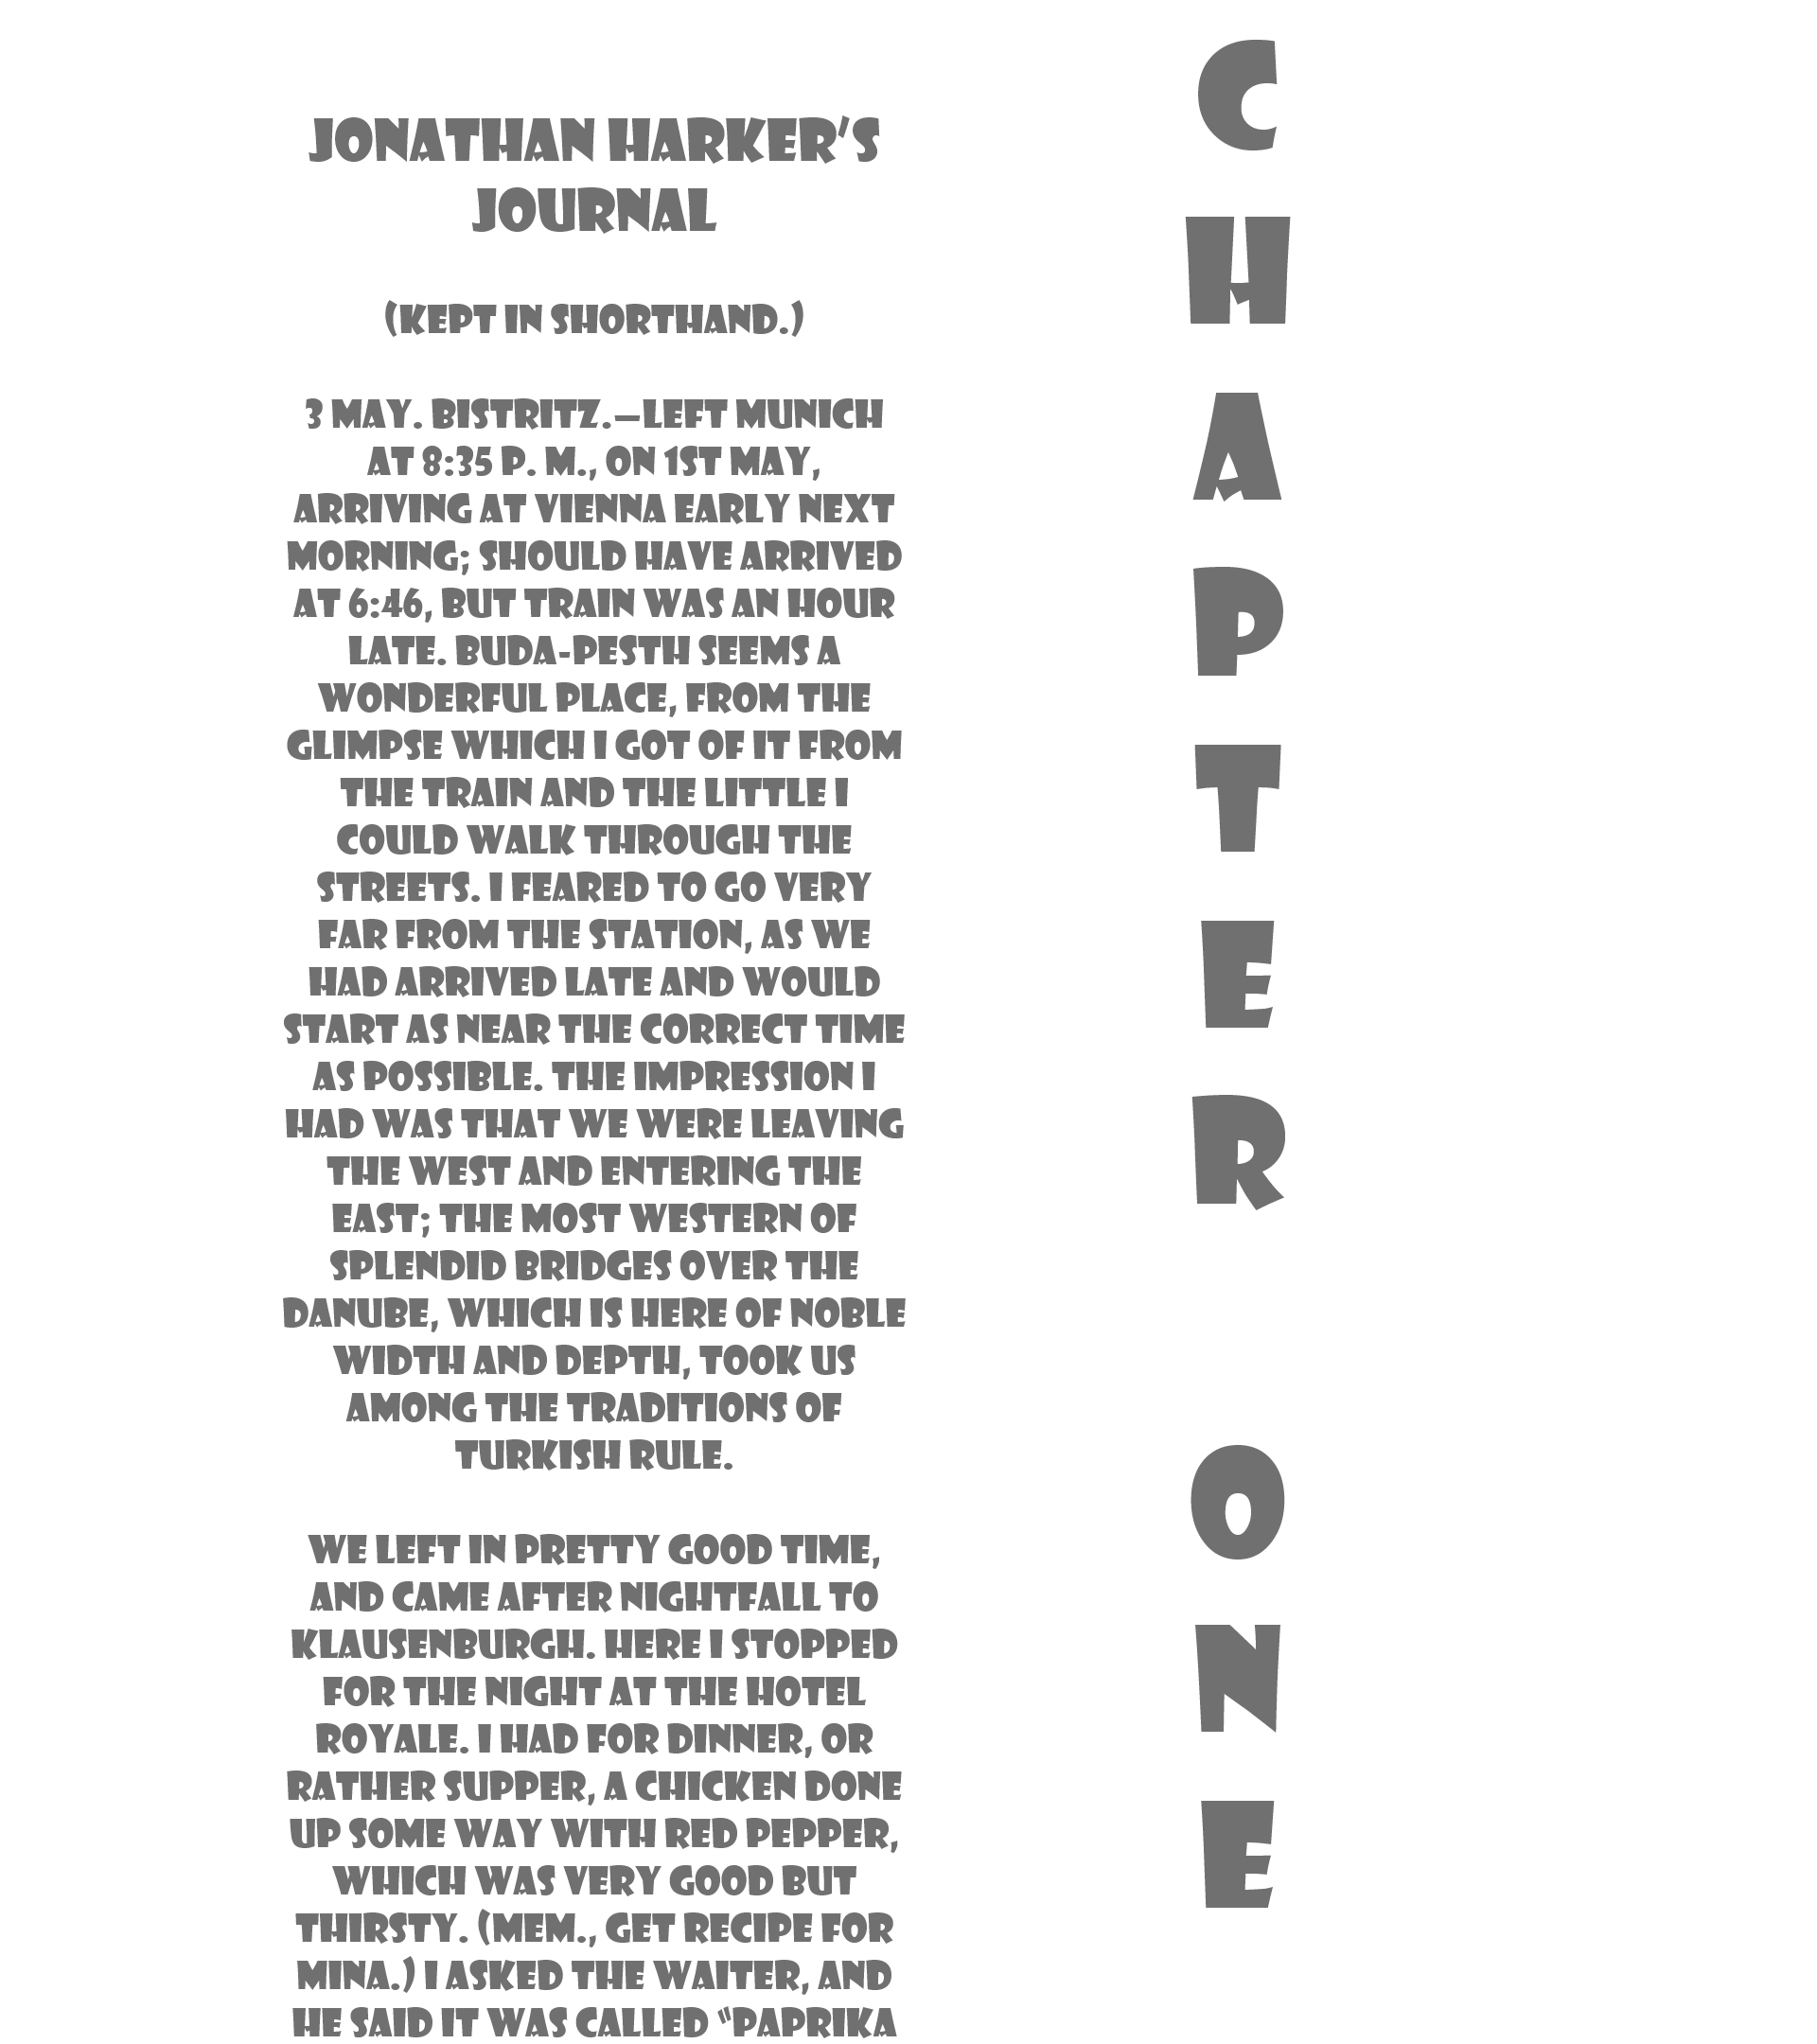 CHAPTER ONE
JONATHAN HARKER'S
JOURNAL
(KEPT IN SHORTHAND.)
3 MAY. BISTRITZ.—LEFT MUNICH
AT 8:35 P. M., ON 1ST MAY,
ARRIVING AT VIENNA EARLY NEXT
MORNING; SHOULD HAVE ARRIVED
AT 6:46, BUT TRAIN WAS AN HOUR
LATE. BUDA-PESTH SEEMS A
WONDERFUL PLACE, FROM THE
GLIMPSE WHICH I GOT OF IT FROM
THE TRAIN AND THE LITTLE I
COULD WALK THROUGH THE
STREETS. I FEARED TO GO VERY
FAR FROM THE STATION, AS WE
HAD ARRIVED LATE AND WOULD
START AS NEAR THE CORRECT TIME
AS POSSIBLE. THE IMPRESSION I
HAD WAS THAT WE WERE LEAVING
THE WEST AND ENTERING THE
EAST; THE MOST WESTERN OF
SPLENDID BRIDGES OVER THE
DANUBE, WHICH IS HERE OF NOBLE
WIDTH AND DEPTH, TOOK US
AMONG THE TRADITIONS OF
TURKISH RULE.
WE LEFT IN PRETTY GOOD TIME,
AND CAME AFTER NIGHTFALL TO
KLAUSENBURGH. HERE I STOPPED
FOR THE NIGHT AT THE HOTEL
ROYALE. I HAD FOR DINNER, OR
RATHER SUPPER, A CHICKEN DONE
UP SOME WAY WITH RED PEPPER,
WHICH WAS VERY GOOD BUT
THIRSTY. (MEM., GET RECIPE FOR
MINA.) I ASKED THE WAITER, AND
HE SAID IT WAS CALLED “PAPRIKA